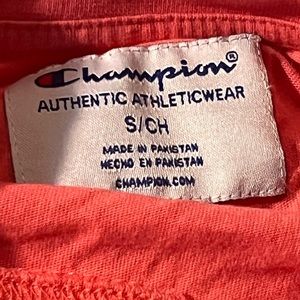 Champion®
AUTHENTIC ATHLETICWEAR
S/CH
MADE IN PAKISTAN
HECHO EN PAKISTAN
CHAMPION.COM